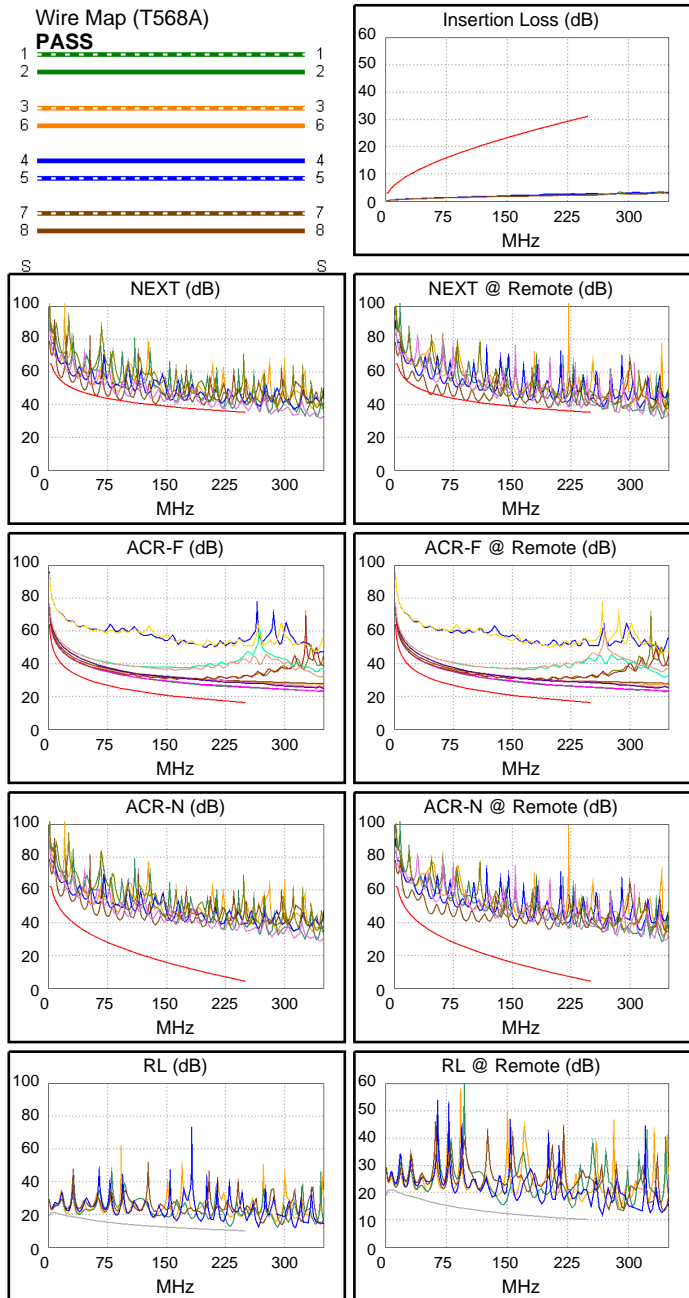 Wire Map (T568A)
PASS
1 1
2 2
3 3
6 6
4 4
5 5
7 7
8 8
S S
Insertion Loss (dB)
60
50
40
30
20
10
0
0 75 150 225 300
MHz
NEXT (dB)
100
80
60
40
20
0
0 75 150 225 300
MHz
NEXT @ Remote (dB)
100
80
60
40
20
0
0 75 150 225 300
MHz
ACR-F (dB)
100
80
60
40
20
0
0 75 150 225 300
MHz
ACR-F @ Remote (dB)
100
80
60
40
20
0
0 75 150 225 300
MHz
ACR-N (dB)
100
80
60
40
20
0
0 75 150 225 300
MHz
ACR-N @ Remote (dB)
100
80
60
40
20
0
0 75 150 225 300
MHz
RL (dB)
100
80
60
40
20
0
0 75 150 225 300
MHz
RL @ Remote (dB)
60
50
40
30
20
10
0
0 75 150 225 300
MHz